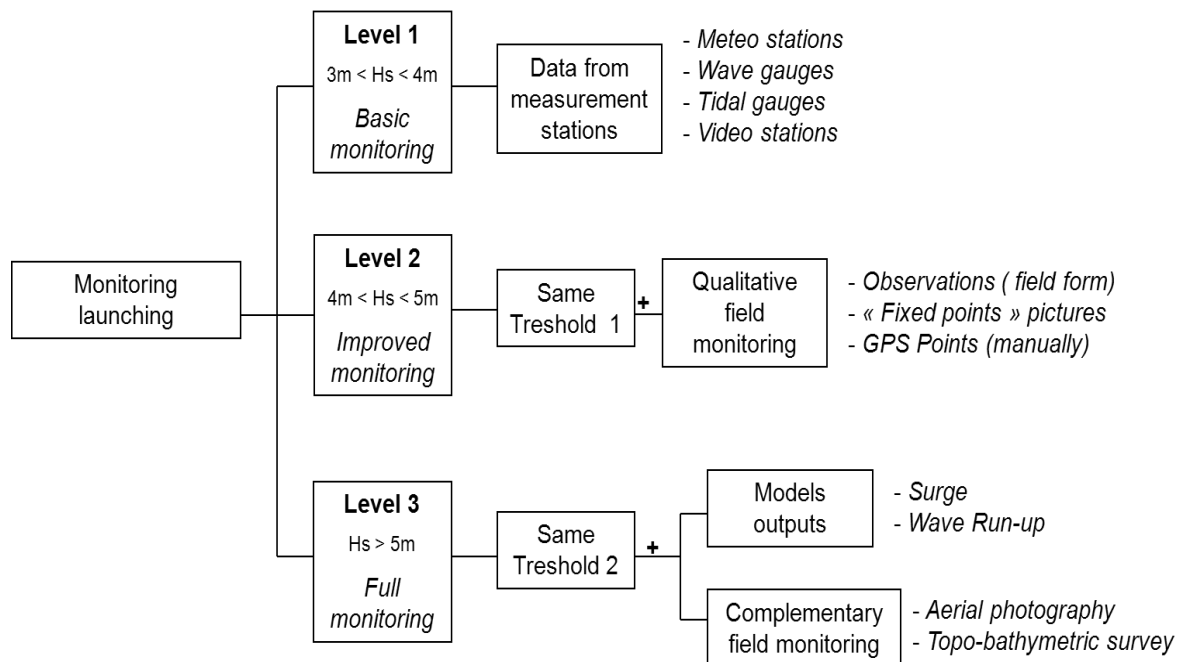 Monitoring
launching
Level 1
3m < Hs < 4m
Basic
monitoring
Data from
measurement
stations
- Meteo stations
- Wave gauges
- Tidal gauges
- Video stations
Level 2
4m < Hs < 5m
Improved
monitoring
Same
Treshold 1
+
Qualitative
field
monitoring
- Observations ( field form)
- « Fixed points » pictures
- GPS Points (manually)
Level 3
Hs > 5m
Full
monitoring
Same
Treshold 2
+
Models
outputs
- Surge
- Wave Run-up
Complementary
field monitoring
- Aerial photography
- Topo-bathymetric survey